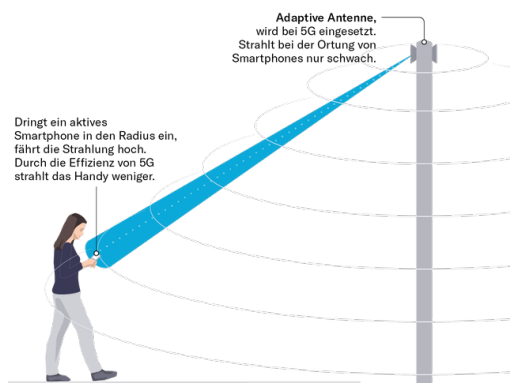 Adaptive Antenne,
wird bei 5G eingesetzt.
Strahlt bei der Ortung von
Smartphones nur schwach.
Dringt ein aktives
Smartphone in den Radius ein,
fährt die Strahlung hoch.
Durch die Effizienz von 5G
strahlt das Handy weniger.